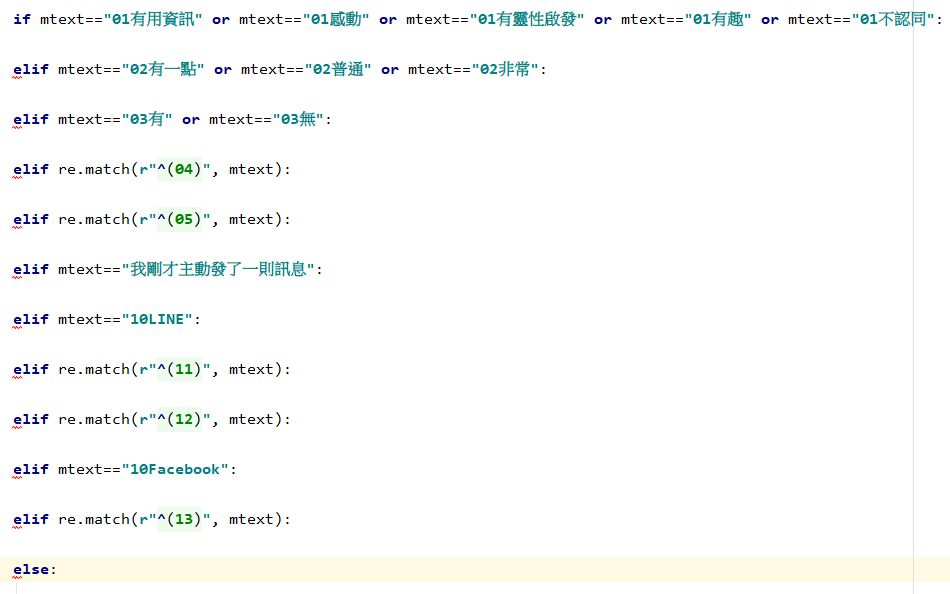 if mtext=="01有用資訊" or mtext=="01感動" or mtext=="01有靈性啟發" or mtext=="01有趣" or mtext=="01不認同":
elif mtext=="02有一點" or mtext=="02普通" or mtext=="02非常":
elif mtext=="03有" or mtext=="03無":
elif re.match(r"^(04)", mtext):
elif re.match(r"^(05)", mtext):
elif mtext=="我剛才主動發了一則訊息":
elif mtext=="10LINE":
elif re.match(r"^(11)", mtext):
elif re.match(r"^(12)", mtext):
elif mtext=="10Facebook":
elif re.match(r"^(13)", mtext):
else: